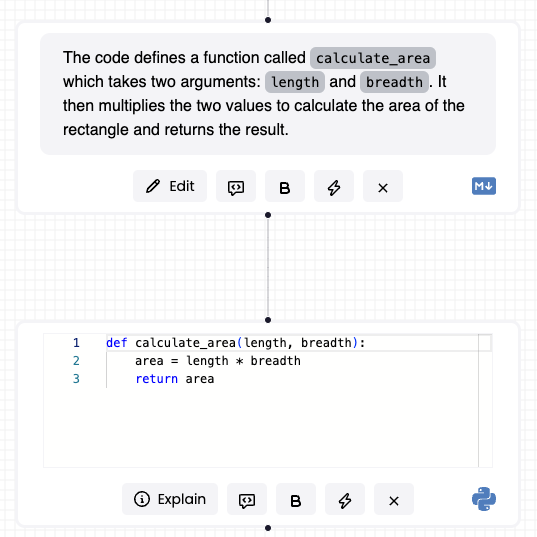 The code defines a function called calculate_area
which takes two arguments: length and breadth. It
then multiplies the two values to calculate the area of the
rectangle and returns the result.
Edit B M↓
1 def calculate_area(length, breadth):
2 area = length * breadth
3 return area
Explain B